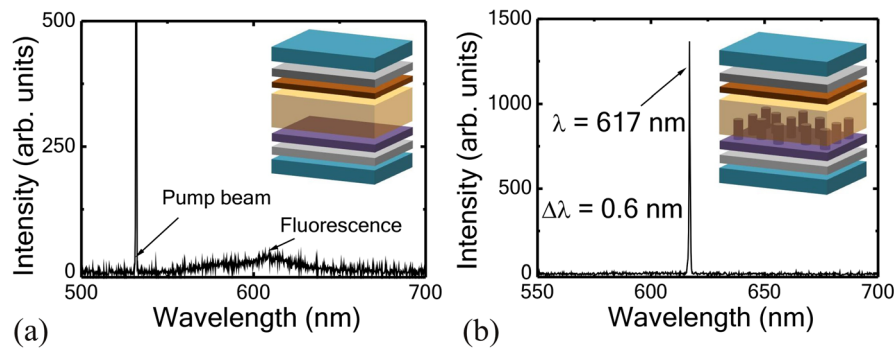 Intensity (arb. units)
500
250
0
Pump beam
Fluorescence
500
600
700
Wavelength (nm)
(a)
Intensity (arb. units)
1500
1000
500
0
λ = 617 nm
Δλ = 0.6 nm
550
600
650
700
Wavelength (nm)
(b)